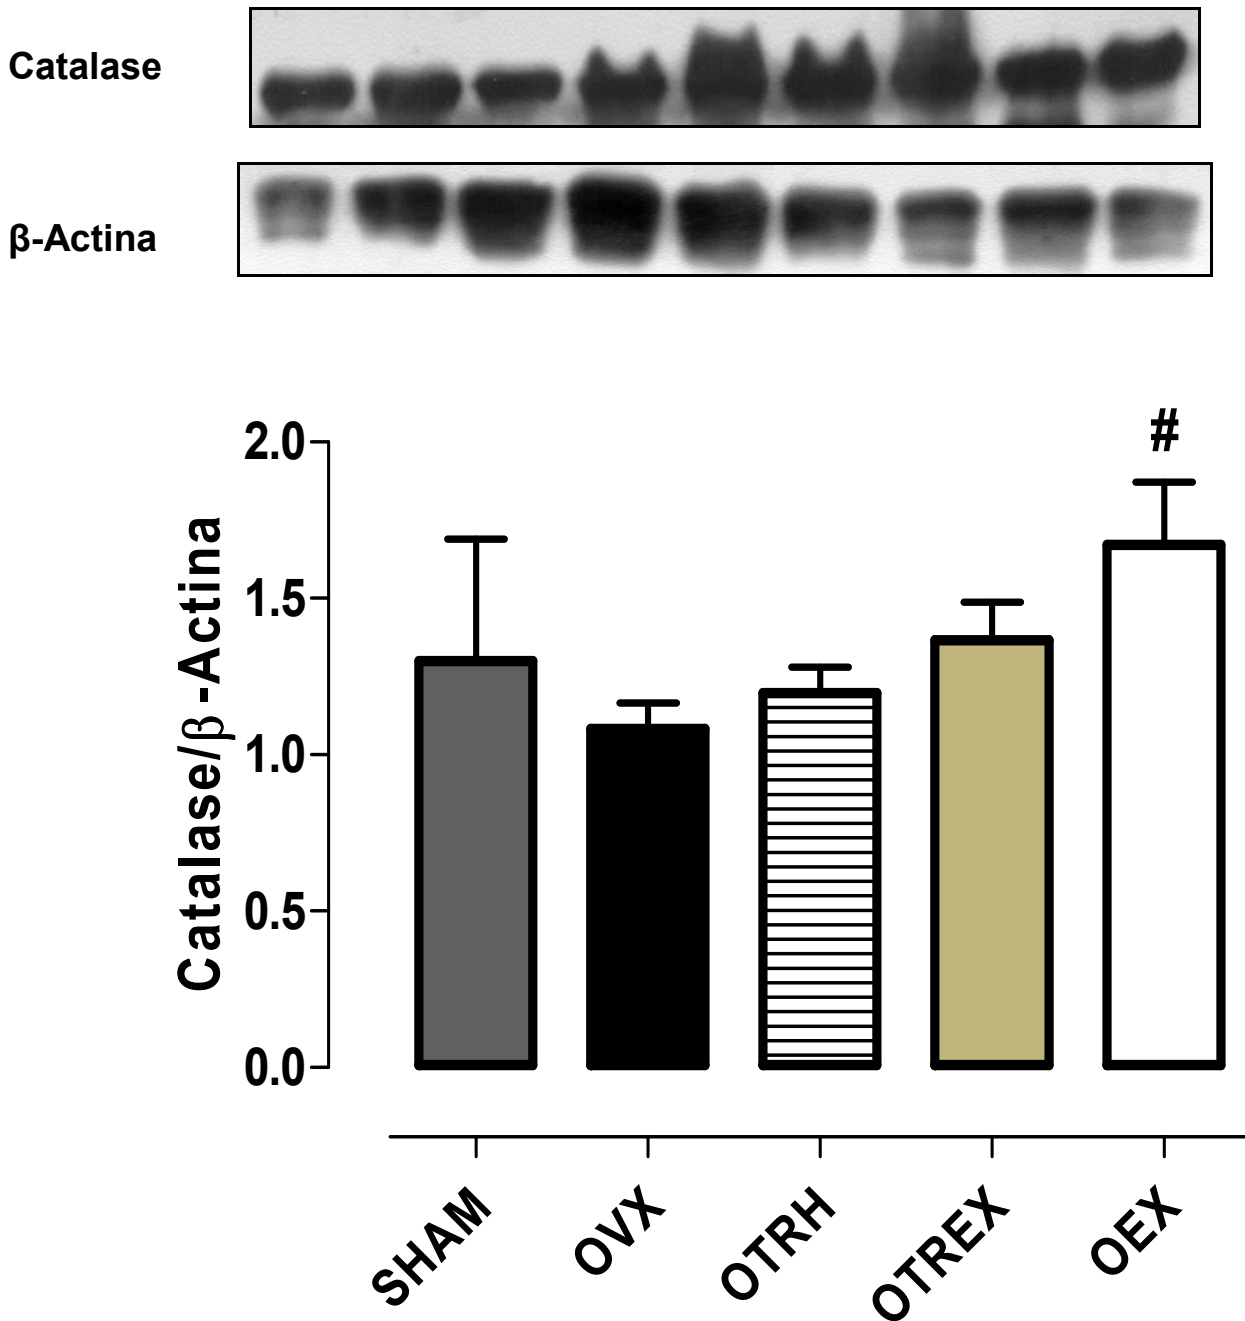 Catalase
β-Actina
#
2.0
1.5
1.0
0.5
0.0
Catalase/β-Actina
SHAM
OVX
OTRH
OTREX
OEX